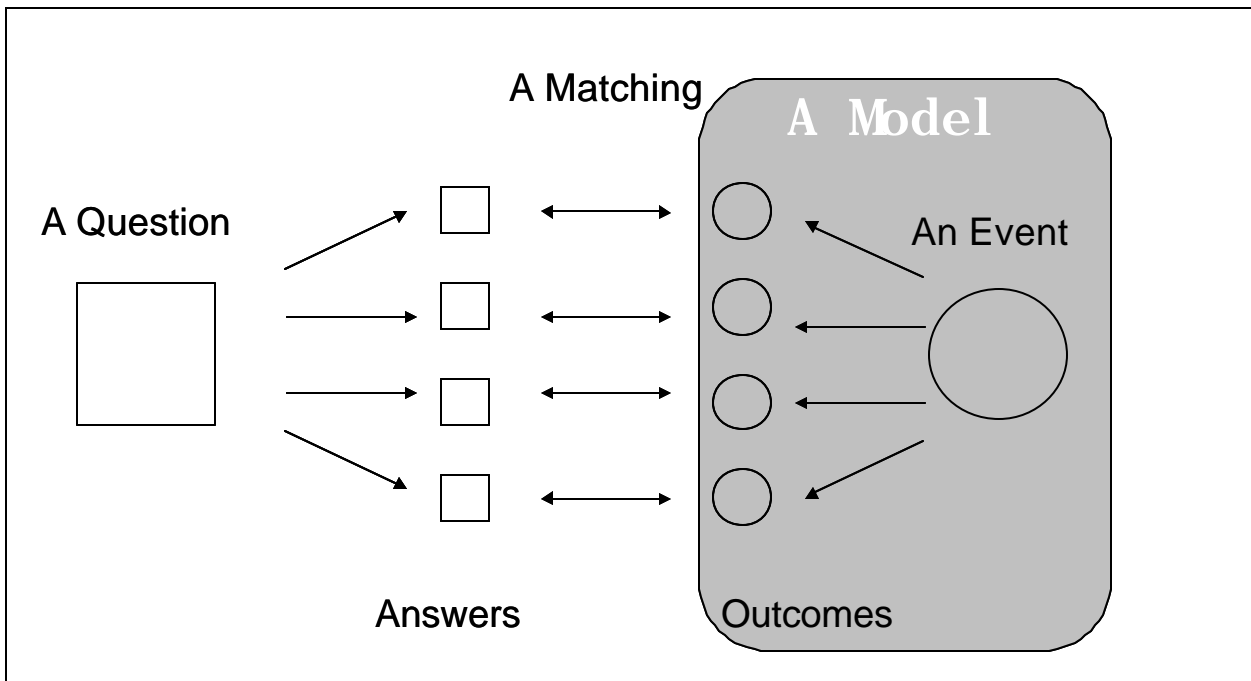 A Matching
A Model
A Question
An Event
Answers
Outcomes